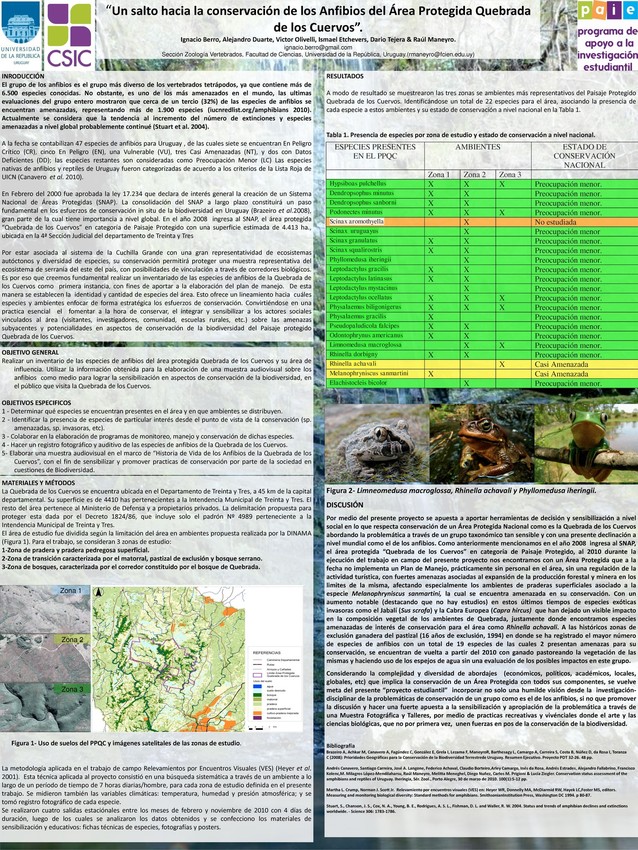 "Un salto hacia la conservación de los Anfibios del Área Protegida Quebrada
de los Cuervos".
Ignacio Berro, Alejandro Duarte, Victor Olivelli, Ismael Etchevers, Darío Tejera & Raúl Maneyro.
ignacio.berro@gmail.com
Sección Zoología Vertebrados, Facultad de Ciencias, Universidad de la República, Uruguay (rmaneyro@fcien.edu.uy)
UNIVERSIDAD
DE LA REPÚBLICA
URUGUAY
CSIC
paie
programa de
apoyo a la
investigación
estudiantil
INRODUCCIÓN
El grupo de los anfibios es el grupo más diverso de los vertebrados tetrápodos, ya que contiene más de
6.500 especies conocidas. No obstante, es uno de los más amenazados en el mundo, las ultimas
evaluaciones del grupo entero mostraron que cerca de un tercio (32%) de las especies de anfibios se
encuentran amenazadas, representando más de 1.900 especies (iucnredlist.org/amphibians 2010).
Actualmente se considera que la tendencia al incremento del número de extinciones y especies
amenazadas a nivel global probablemente continué (Stuart et al. 2004).
A la fecha se contabilizan 47 especies de anfibios para Uruguay , de las cuales siete se encuentran En Peligro
Crítico (CR), cinco En Peligro (EN), una Vulnerable (VU), tres Casi Amenazadas (NT), y dos con Datos
Deficientes (DD); las especies restantes son consideradas como Preocupación Menor (LC) Las especies
nativas de anfibios y reptiles de Uruguay fueron categorizadas de acuerdo a los criterios de la Lista Roja de
UICN (Canavero et al. 2010).
En Febrero del 2000 fue aprobada la ley 17.234 que declara de interés general la creación de un Sistema
Nacional de Áreas Protegidas (SNAP). La consolidación del SNAP a largo plazo constituirá un paso
fundamental en los esfuerzos de conservación in situ de la biodiversidad en Uruguay (Brazeiro et al.2008),
gran parte de la cual tiene importancia a nivel global. En el año 2008 ingresa al SNAP, el área protegida
"Quebrada de los Cuervos" en categoría de Paisaje Protegido con una superficie estimada de 4.413 ha.,
ubicada en la 4ª Sección Judicial del departamento de Treinta y Tres
Por estar asociada al sistema de la Cuchilla Grande con una gran representatividad de ecosistemas
autóctonos y diversidad de especies, su conservación permitirá proteger una muestra representativa del
ecosistema de serranía del este del país, con posibilidades de vinculación a través de corredores biológicos.
Es por eso que creemos fundamental realizar un inventariado de las especies de anfibios de la Quebrada de
los Cuervos como primera instancia, con fines de aportar a la elaboración del plan de manejo. De esta
manera se establecen la identidad y cantidad de especies del área. Esto ofrece un lineamiento hacia cuáles
especies y ambientes enfocar de forma estratégica los esfuerzos de conservación. Convirtiéndose en una
practica esencial el fomentar a la hora de conservar, el integrar y sensibilizar a los actores sociales
vinculados al área (visitantes, investigadores, comunidad, escuelas rurales, etc.) sobre las amenazas
subyacentes y potencialidades en aspectos de conservación de la biodiversidad del Paisaje protegido
Quebrada de los Cuervos.
OBJETIVO GENERAL
Realizar un inventario de las especies de anfibios del área protegida Quebrada de los Cuervos y su área de
influencia. Utilizar la información obtenida para la elaboración de una muestra audiovisual sobre los
anfibios como medio para lograr la sensibilización en aspectos de conservación de la biodiversidad, en
el público que visita la Quebrada de los Cuervos.
OBJETIVOS ESPECIFICOS
1 - Determinar qué especies se encuentran presentes en el área y en que ambientes se distribuyen.
2 - Identificar la presencia de especies de particular interés desde el punto de vista de la conservación (sp.
amenazadas, sp. invasoras, etc).
3 - Colaborar en la elaboración de programas de monitoreo, manejo y conservación de dichas especies.
4 - Hacer un registro fotográfico y auditivo de las especies de anfibios de la Quebrada de los Cuervos.
5- Elaborar una muestra audiovisual en el marco de "Historia de Vida de los Anfibios de la Quebrada de los
Cuervos", con el fin de sensibilizar y promover practicas de conservación por parte de la sociedad en
cuestiones de Biodiversidad.
MATERIALES Y MÉTODOS
La Quebrada de los Cuervos se encuentra ubicada en el Departamento de Treinta y Tres, a 45 km de la capital
departamental. Su superficie es de 4410 has pertenecientes a la Intendencia Municipal de Treinta y Tres. El
resto del área pertenece al Ministerio de Defensa y a propietarios privados. La delimitación propuesta para
proteger esta dada por el Decreto 1824/86, que incluye solo el padrón Nº 4989 perteneciente a la
Intendencia Municipal de Treinta y Tres.
El área de estudio fue dividida según la limitación del área en ambientes propuesta realizada por la DINAMA
(Figura 1). Para el trabajo, se consideran 3 zonas de estudio:
1-Zona de pradera y pradera pedregosa superficial.
2-Zona de transición caracterizada por el matorral, pastizal de exclusión y bosque serrano.
3-Zona de bosques, caracterizada por el corredor constituido por el bosque de Quebrada.
Zona 1
Zona 2
Zona 3
REFERENCIAS
Figura 1- Uso de suelos del PPQC y imágenes satelitales de las zonas de estudio.
La metodología aplicada en el trabajo de campo Relevamientos por Encuentros Visuales (VES) (Heyer et al.
2001). Esta técnica aplicada al proyecto consistió en una búsqueda sistemática a través de un ambiente a lo
largo de un periodo de tiempo de 7 horas diarias/hombre, para cada zona de estudio definida en el presente
trabajo. Se midieron también las variables climáticas: temperatura, humedad y presión atmosférica; y se
tomó registro fotográfico de cada especie.
Se realizaron cuatro salidas estacionales entre los meses de febrero y noviembre de 2010 con 4 días de
duración, luego de los cuales se analizaron los datos obtenidos y se confecciono los materiales de
sensibilización y educativos: fichas técnicas de especies, fotografías y posters.
RESULTADOS
A modo de resultado se muestrearon las tres zonas de ambientes más representativos del Paisaje Protegido
Quebrada de los Cuervos. Identificándose un total de 22 especies para el área, asociando la presencia de
cada especie a estos ambientes y su estado de conservación a nivel nacional en la Tabla 1.
Tabla 1. Presencia de especies por zona de estudio y estado de conservación a nivel nacional.
ESPECIES PRESENTES EN EL PPQC AMBIENTES ESTADO DE CONSERVACIÓN NACIONAL
Zona 1 Zona 2 Zona 3
Hypsiboas pulchellus X X X Preocupación menor.
Dendropsophus minutus X Preocupación menor.
Dendropsophus sanborni X X Preocupación menor.
Podonectes minutus X X X Preocupación menor.
Scinax aromothyella X No estudiada
Scinax uruguayus X Preocupación menor
Scinax granulatus X X Preocupación menor.
Scinax squalirostris X X Preocupación menor.
Phyllomedusa iheringii X Preocupación menor.
Leptodactylus gracilis X X Preocupación menor.
Leptodactylus latinasus X X Preocupación menor.
Leptodactylus mystacinus X Preocupación menor.
Leptodactylus ocellatus X X X Preocupación menor.
Physalaemus biligonigerus X X X Preocupación menor.
Physalaemus gracilis X Preocupación menor.
Pseudopaludicola falcipes X X Preocupación menor.
Odontophrynus americanus X X Preocupación menor.
Limnomedusa macroglossa X X Preocupación menor.
Rhinella dorbigny X X Preocupación menor.
Rhinella achavali X Casi Amenazada
Melanophryniscus sanmartini X X Casi Amenazada
Elachistocleis bicolor X Preocupación menor.
Figura 2- Limneomedusa macroglossa, Rhinella achavali y Phyllomedusa iheringii.
DISCUSIÓN
Por medio del presente proyecto se apuesta a aportar herramientas de decisión y sensibilización a nivel
social en lo que respecta conservación de un Área Protegida Nacional como es la Quebrada de los Cuervos
abordando la problemática a través de un grupo taxonómico tan sensible y con una presente declinación a
nivel mundial como el de los anfibios. Como anteriormente mencionamos en el año 2008 ingresa al SNAP,
el área protegida "Quebrada de los Cuervos" en categoría de Paisaje Protegido, al 2010 durante la
ejecución del trabajo en campo del presente proyecto nos encontramos con un Área Protegida que a la
fecha no implementa un Plan de Manejo, prácticamente sin personal en el área, sin una regulación de la
actividad turística, con fuertes amenazas asociadas al expansión de la producción forestal y minera en los
límites de la misma, afectando especialmente los ambientes de praderas superficiales asociado a la
especie Melanophryniscus sanmartini, la cual se encuentra amenazada en su conservación. Con un
aumento notable (destacando que no hay estudios) en estos últimos tiempos de especies exóticas
invasoras como el Jabalí (Sus scrofa) y la Cabra Europea (Capra hircus) que han dejado un visible impacto
en la composición vegetal de los ambientes de Quebrada, justamente donde encontramos especies
amenazadas de interés de conservación para el área como Rhinella achavali. A las históricos zonas de
exclusión ganadera del pastizal (16 años de exclusión, 1994) en donde se ha registrado el mayor número
de especies de anfibios con un total de 19 especies de las cuales 2 presentan amenazas para su
conservación, se encuentran de vuelta a partir del 2010 con ganado pastoreando la vegetación de las
mismas y haciendo uso de los espejos de agua sin una evaluación de los posibles impactos en este grupo.
Considerando la complejidad y diversidad de abordajes (económicos, políticos, académicos, locales,
globales, etc) que implica la conservación de un Área Protegida con todos sus componentes, se vuelve
meta del presente "proyecto estudiantil" incorporar no solo una humilde visión desde la investigación-
disciplinar de la problemática de conservación de un grupo como es el de los anfibios, si no que promover
la discusión y hacer una fuerte apuesta a la sensibilización y apropiación de la problemática a través de
una Muestra Fotográfica y Talleres, por medio de practicas recreativas y vivénciales donde el arte y las
ciencias biológicas, que no por primera vez, unen fuerzas en pos de la conservación de la biodiversidad.
Bibliografía